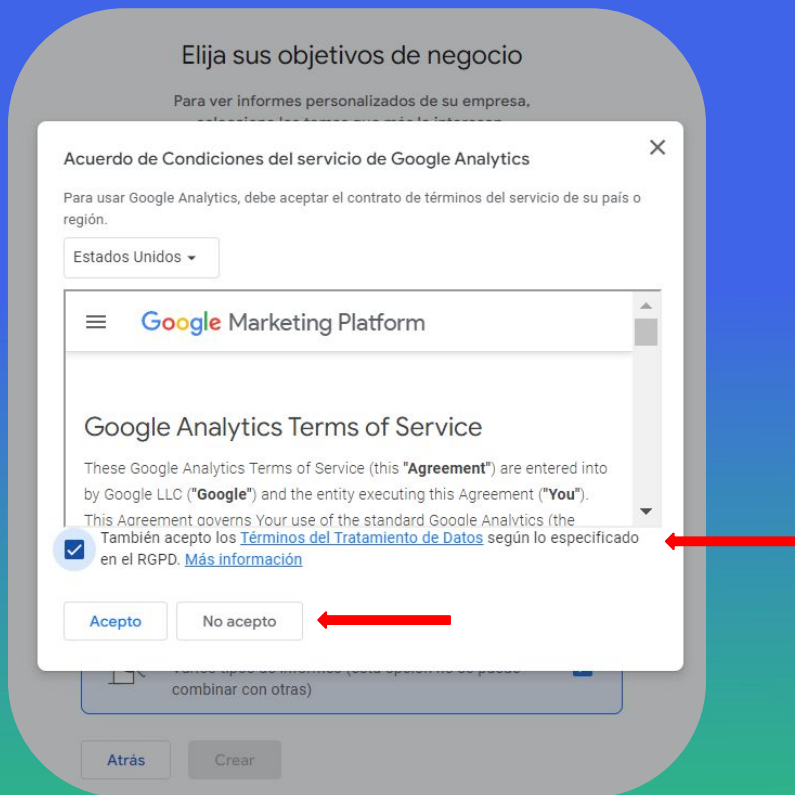 Elija sus objetivos de negocio
Para ver informes personalizados de su empresa,
Acuerdo de Condiciones del servicio de Google Analytics
Para usar Google Analytics, debe aceptar el contrato de términos del servicio de su país o
región.
Estados Unidos
Google Marketing Platform
Google Analytics Terms of Service
These Google Analytics Terms of Service (this "Agreement") are entered into
by Google LLC ("Google") and the entity executing this Agreement ("You").
This Agreement governs Your use of the standard Google Analytics (the
También acepto los Términos del Tratamiento de Datos según lo especificado
en el RGPD. Más información
Acepto No acepto
combinar con otras)
Atrás Crear